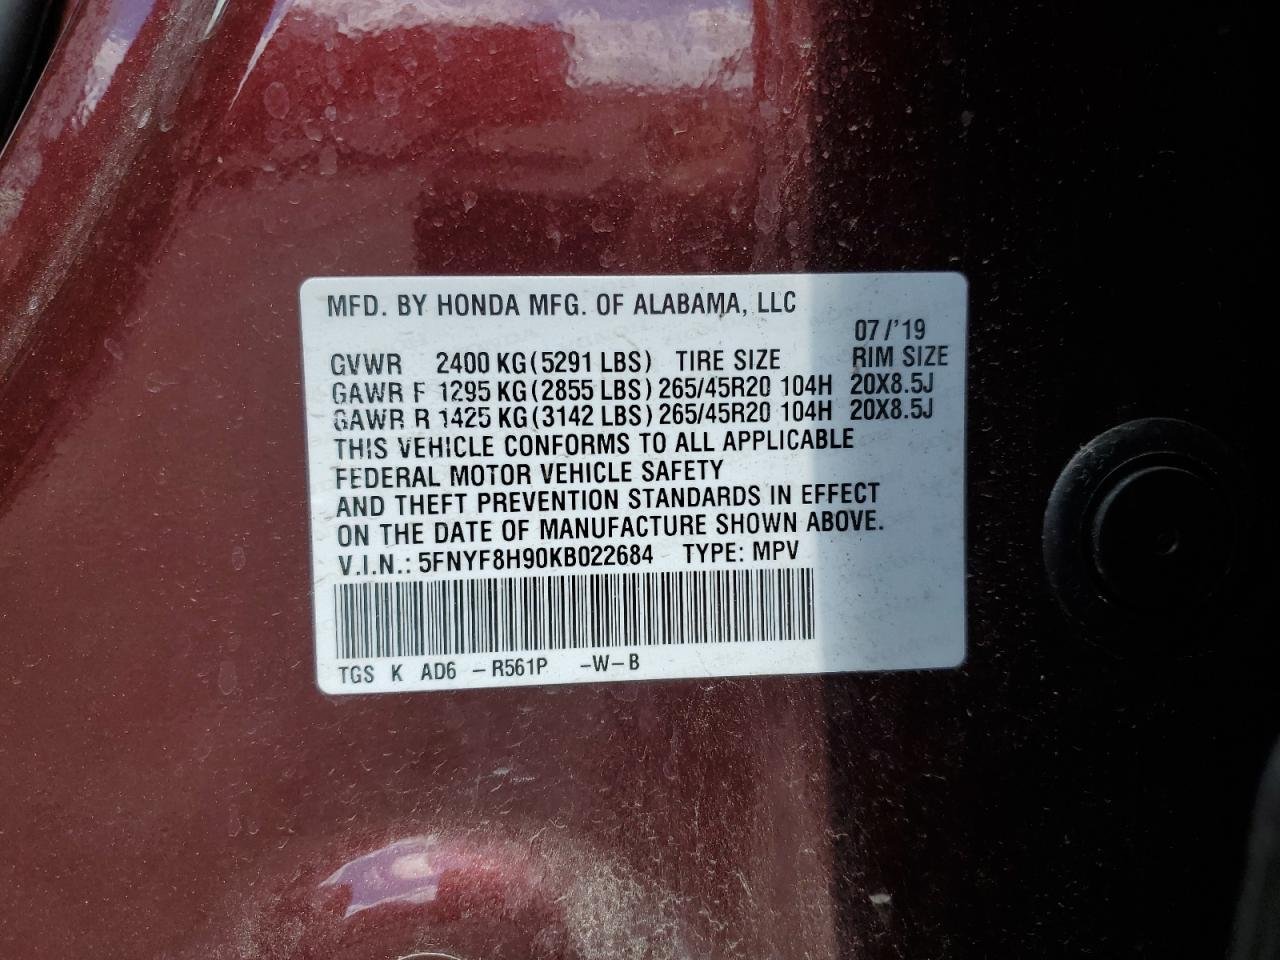 MFD. BY HONDA MFG. OF ALABAMA, LLC
07/'19
GVWR 2400 KG(5291 LBS) TIRE SIZE RIM SIZE
GAWR F 1295 KG(2855 LBS) 265/45R20 104H 20X8.5J
GAWR R 1425 KG(3142 LBS) 265/45R20 104H 20X8.5J
THIS VEHICLE CONFORMS TO ALL APPLICABLE
FEDERAL MOTOR VEHICLE SAFETY
AND THEFT PREVENTION STANDARDS IN EFFECT
ON THE DATE OF MANUFACTURE SHOWN ABOVE.
V.I.N.: 5FNYF8H90KB022684 TYPE: MPV
TGS K AD6 -R561P -W-B